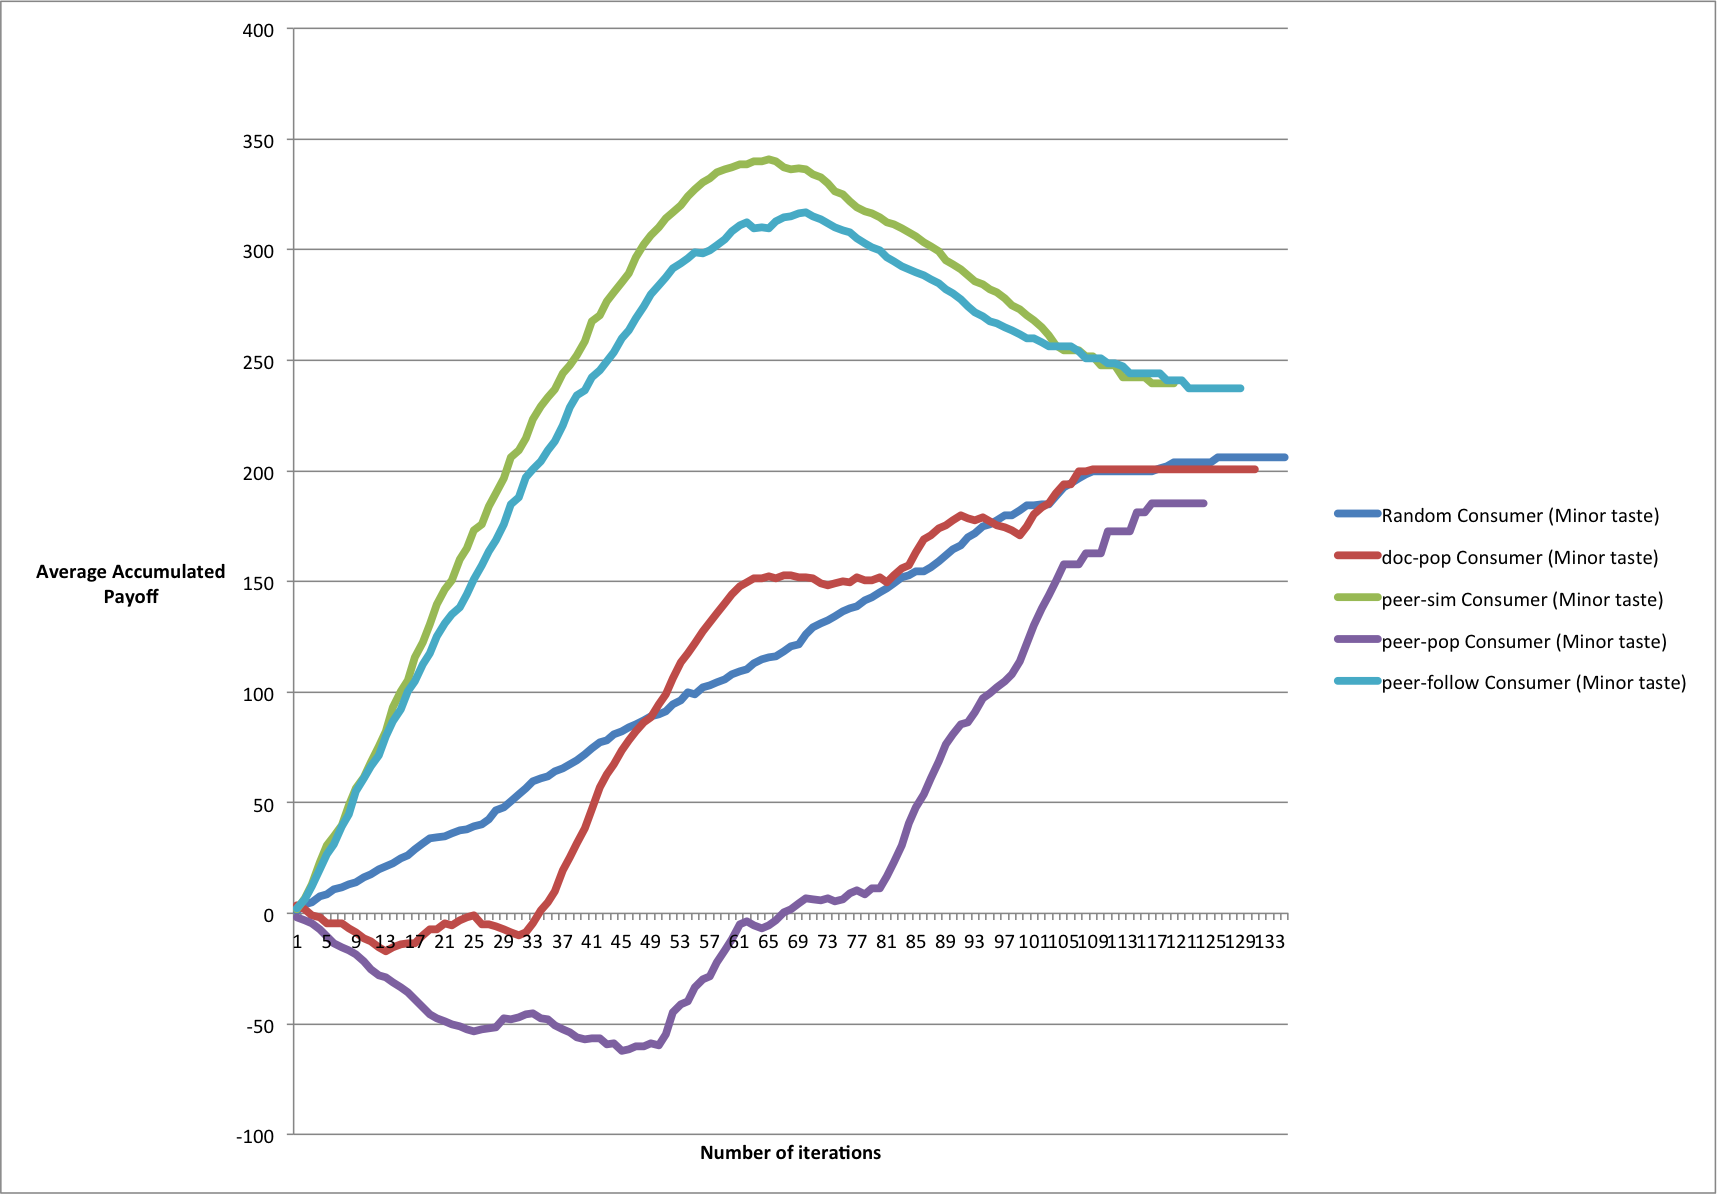 400
350
300
250
200
150
100
50
0
-50
-100
Average Accumulated
Payoff
1 5 9 13 17 21 25 29 33 37 41 45 49 53 57 61 65 69 73 77 81 85 89 93 97 101 105 109 113 117 121 125 129 133
Number of iterations
Random Consumer (Minor taste)
doc-pop Consumer (Minor taste)
peer-sim Consumer (Minor taste)
peer-pop Consumer (Minor taste)
peer-follow Consumer (Minor taste)